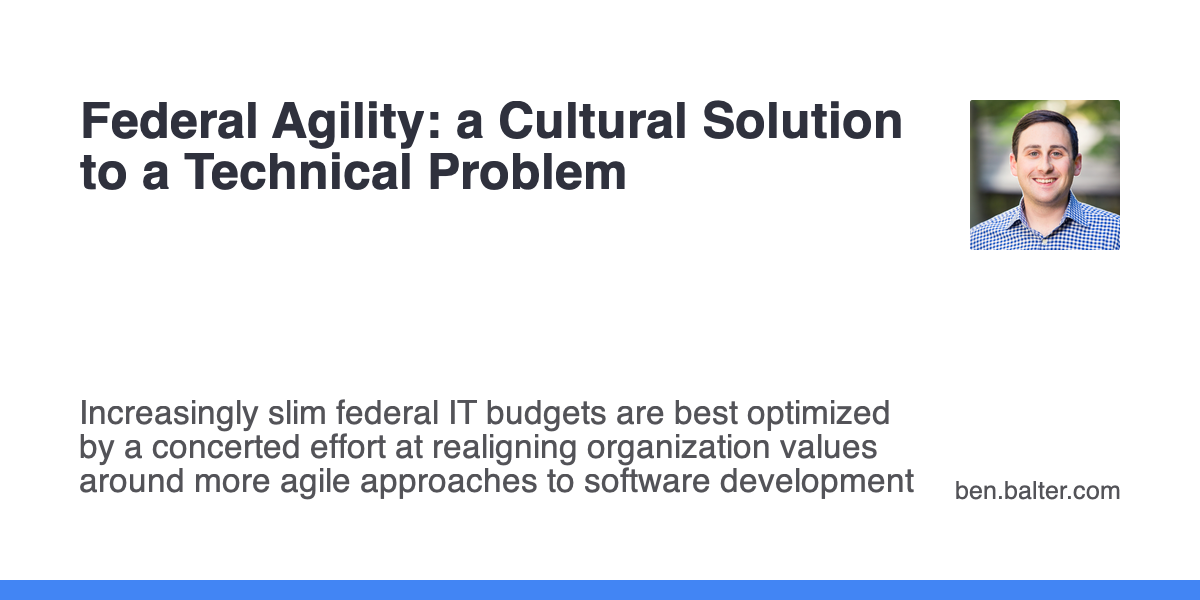 Federal Agility: a Cultural Solution
to a Technical Problem
Increasingly slim federal IT budgets are best optimized
by a concerted effort at realigning organization values
around more agile approaches to software development
ben.balter.com